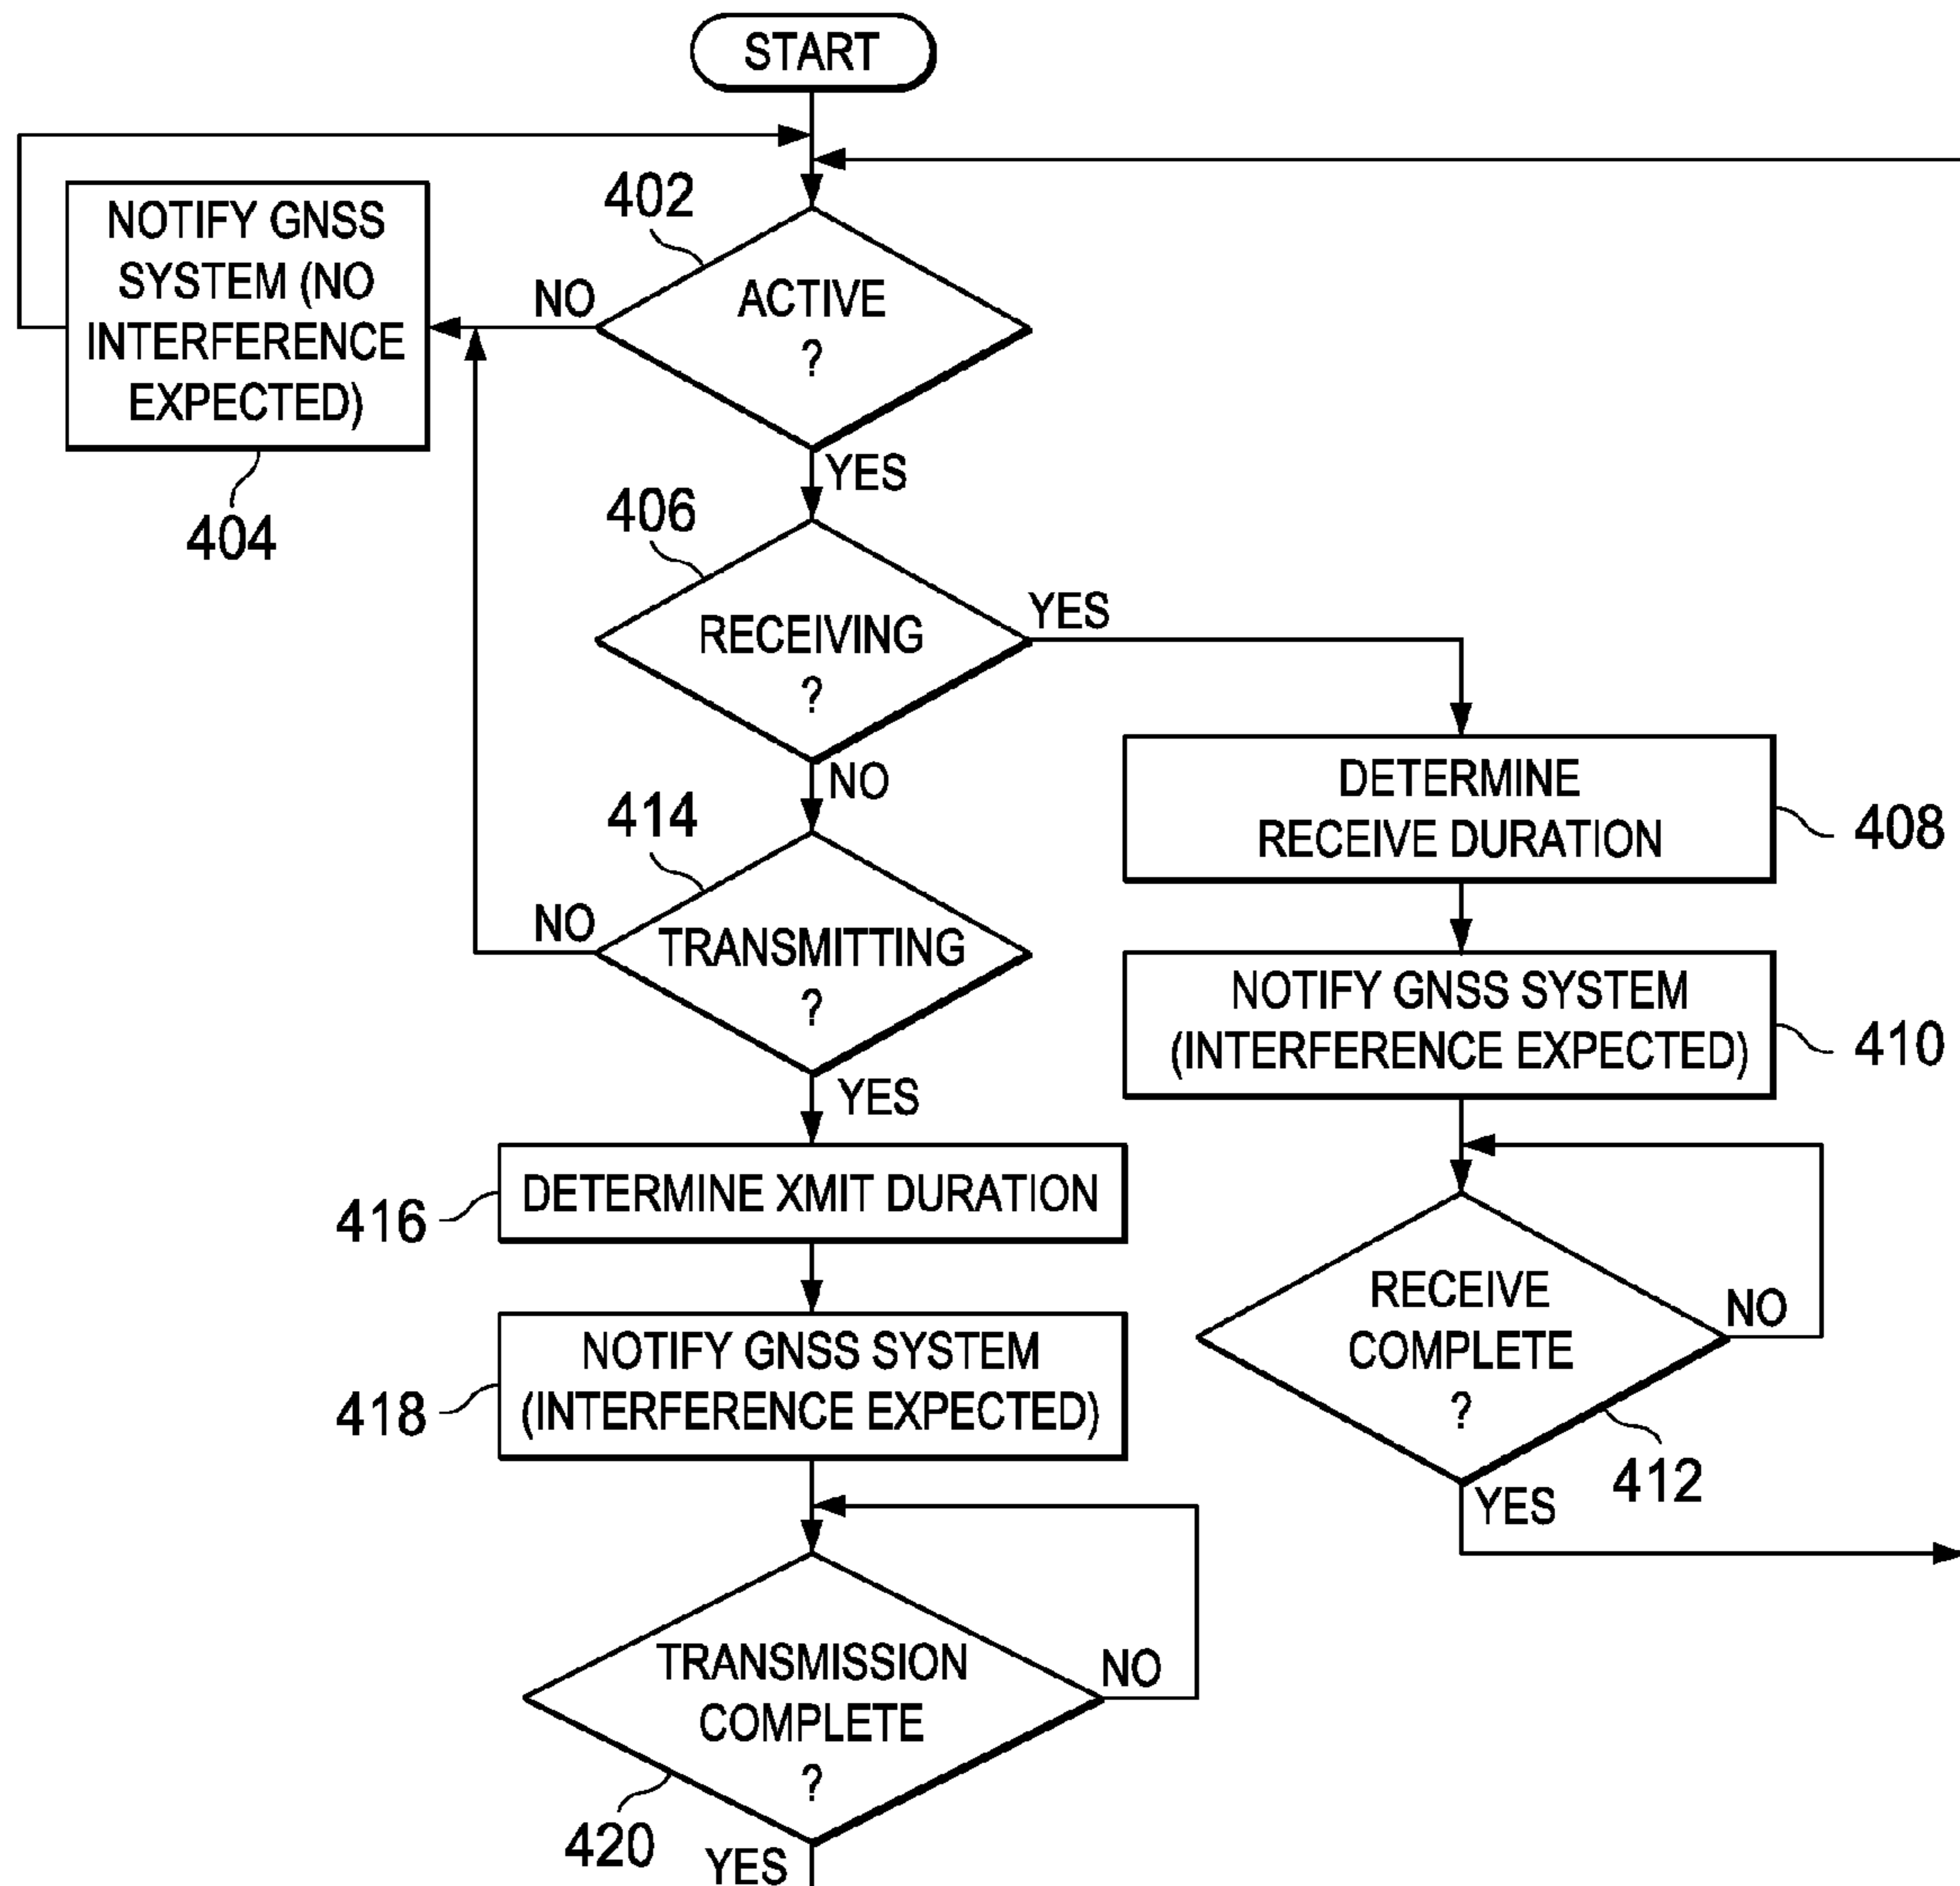 START
402
NOTIFY GNSS
SYSTEM (NO
INTERFERENCE
EXPECTED)
404
NO
ACTIVE
?
YES
406
RECEIVING
?
YES
NO
DETERMINE
RECEIVE DURATION
408
414
NO
TRANSMITTING
?
YES
NOTIFY GNSS SYSTEM
(INTERFERENCE EXPECTED)
410
DETERMINE XMIT DURATION
416
RECEIVE
COMPLETE
?
NO
412
YES
NOTIFY GNSS SYSTEM
(INTERFERENCE EXPECTED)
418
TRANSMISSION
COMPLETE
?
NO
420
YES